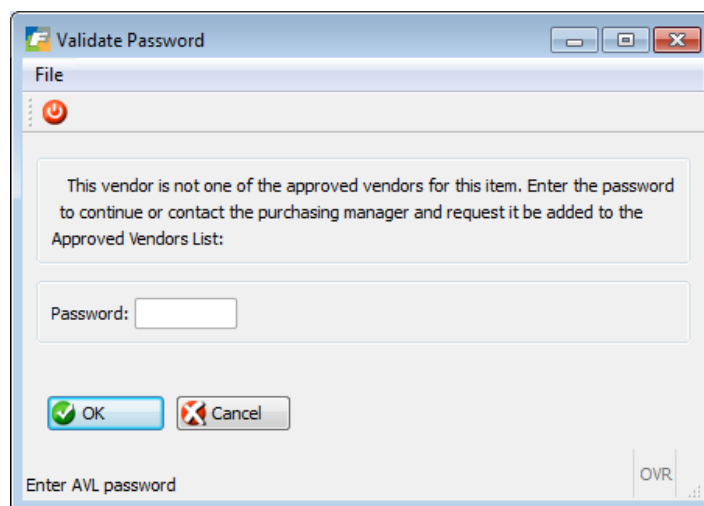 Validate Password
File
This vendor is not one of the approved vendors for this item. Enter the password
to continue or contact the purchasing manager and request it be added to the
Approved Vendors List:
Password:
OK Cancel
Enter AVL password OVR